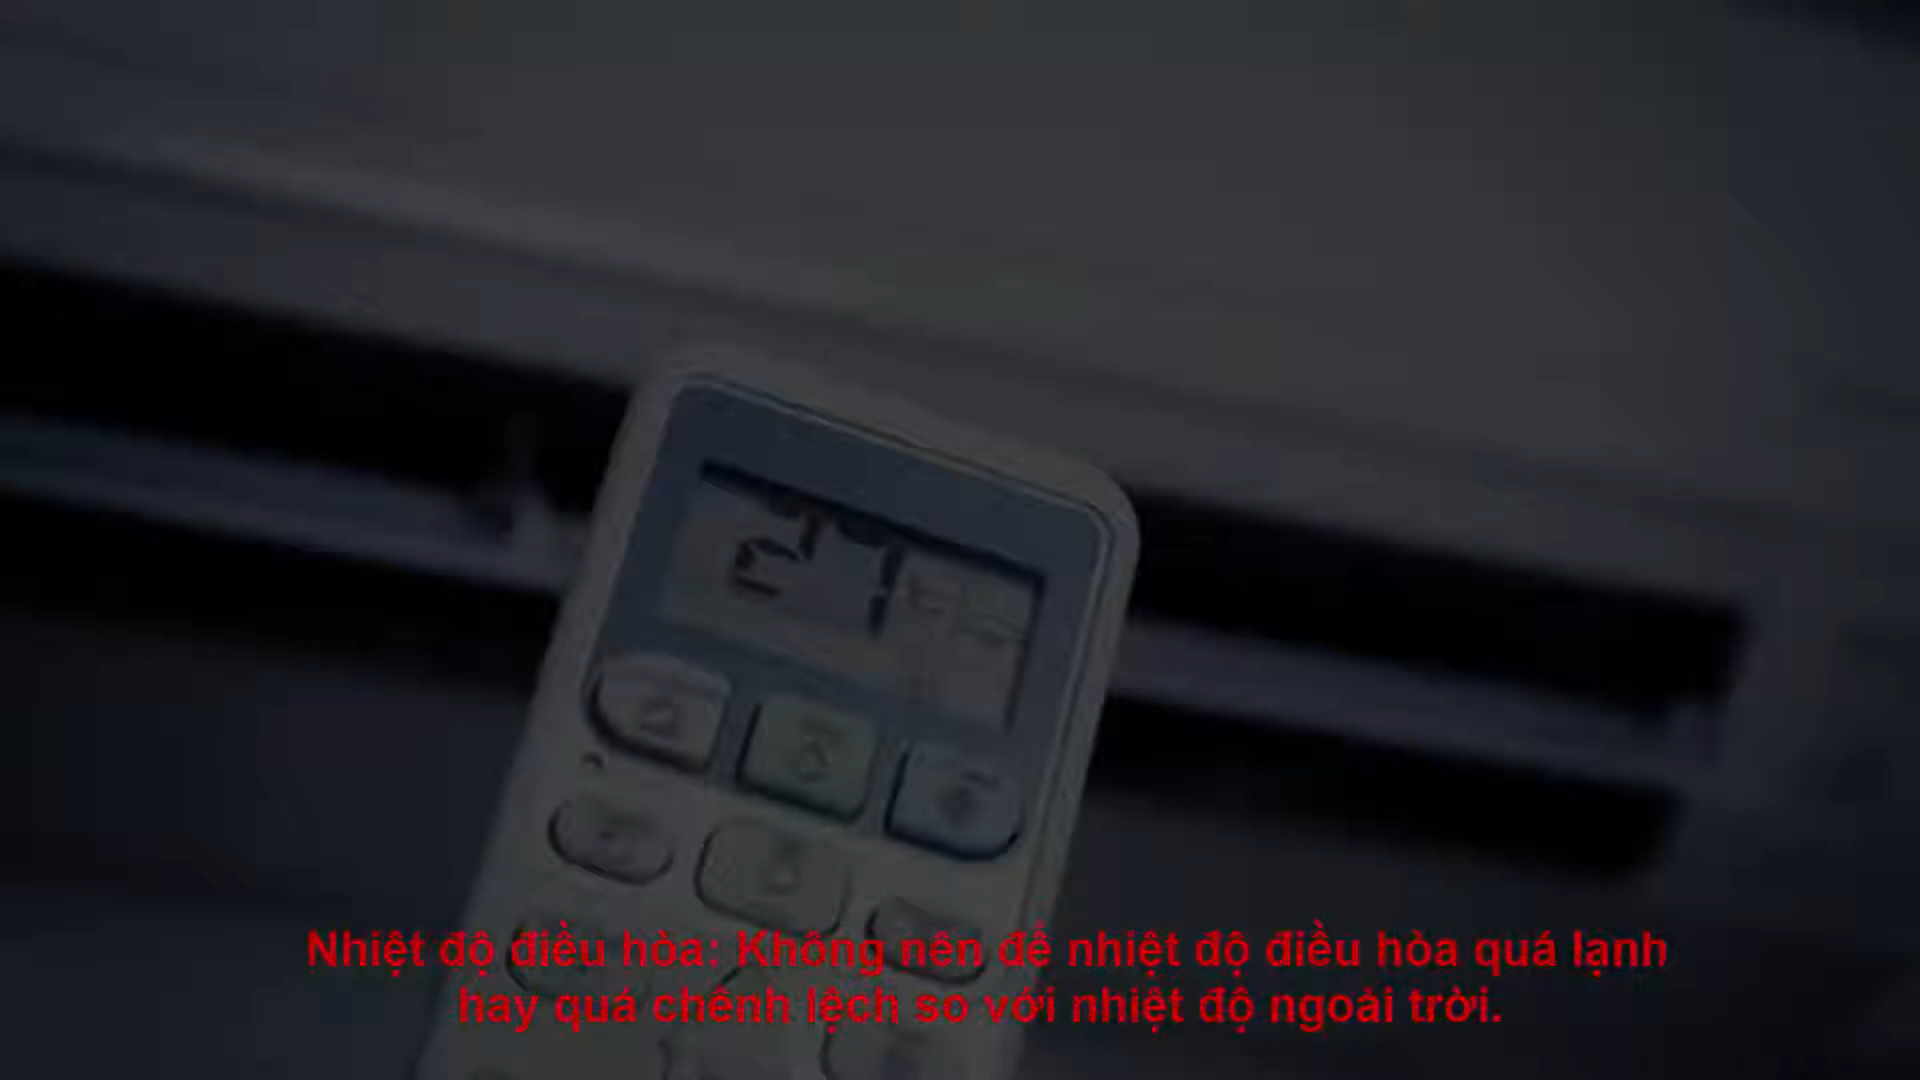 27
Nhiệt độ điều hòa: Không nên để nhiệt độ điều hòa quá lạnh
hay quá chênh lệch so với nhiệt độ ngoài trời.